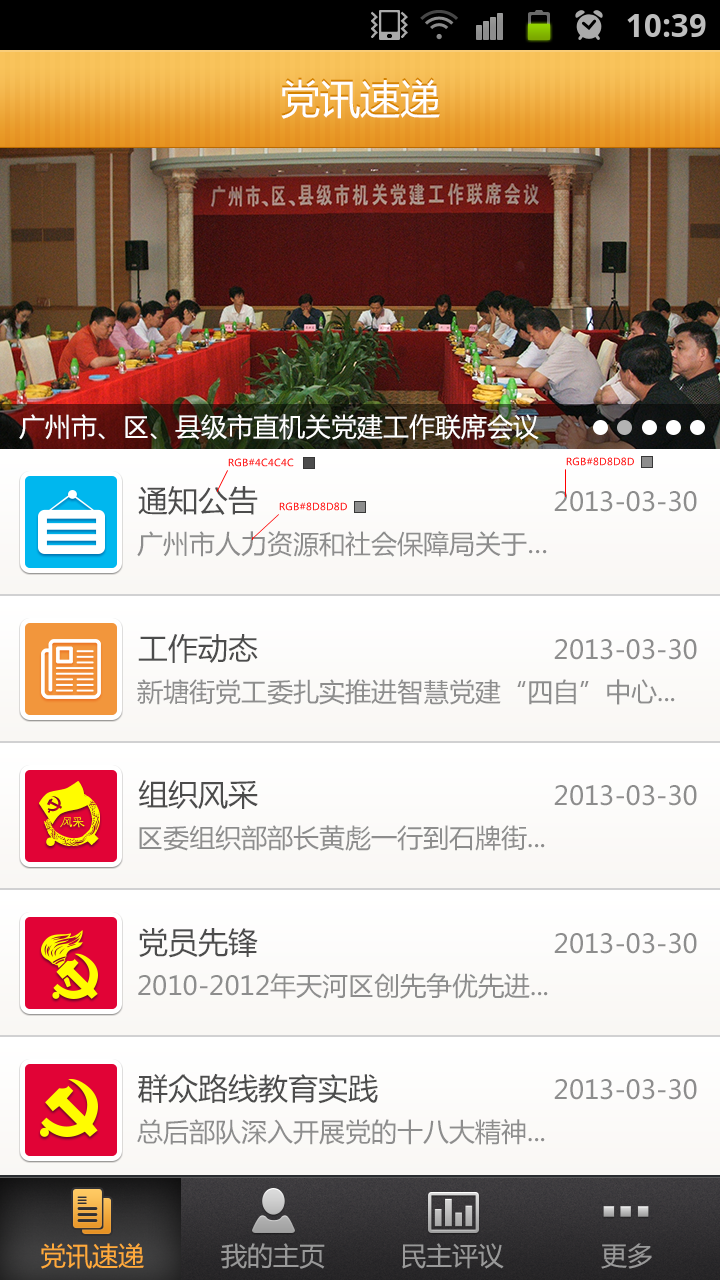 10:39
党讯速递
广州市、区、县级市机关党建工作联席会议
广州市、区、县级市直机关党建工作联席会议
RGB#4C4C4C
RGB#8D8D8D
通知公告
2013-03-30
RGB#8D8D8D
广州市人力资源和社会保障局关于...
工作动态
2013-03-30
新塘街党工委扎实推进智慧党建“四自”中心...
风采
组织风采
2013-03-30
区委组织部部长黄彪一行到石牌街...
党员先锋
2013-03-30
2010-2012年天河区创先争优先进...
群众路线教育实践
2013-03-30
总后部队深入开展党的十八大精神...
党讯速递
我的主页
民主评议
更多